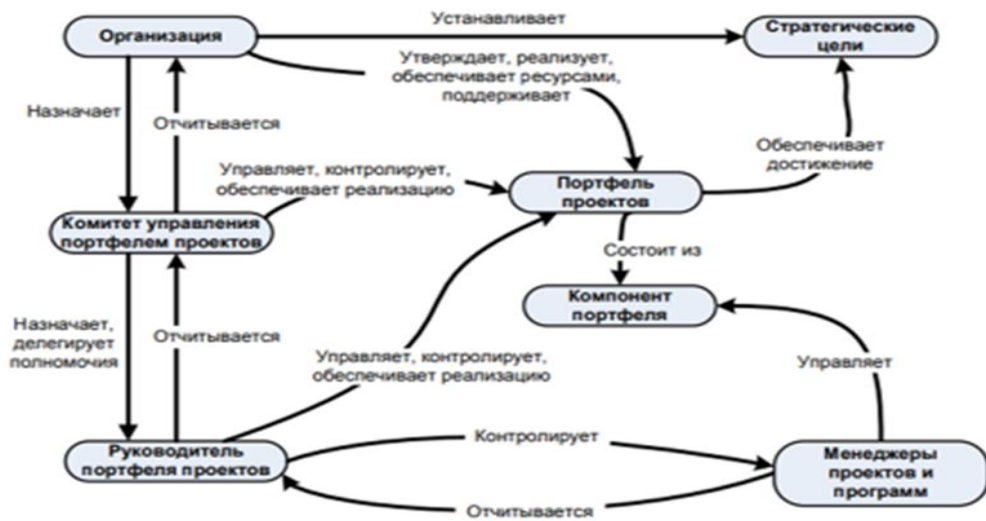 Устанавливает
Организация
Стратегические
цели
Утверждает, реализует,
обеспечивает ресурсами,
поддерживает
Назначает
Отчитывается
Обеспечивает
достижение
Управляет, контролирует,
обеспечивает реализацию
Портфель
проектов
Комитет управления
портфелем проектов
Состоит из
Компонент
портфеля
Назначает,
делегирует
полномочия
Отчитывается
Управляет, контролирует,
обеспечивает реализацию
Управляет
Контролирует
Руководитель
портфеля проектов
Менеджеры
проектов и
программ
Отчитывается